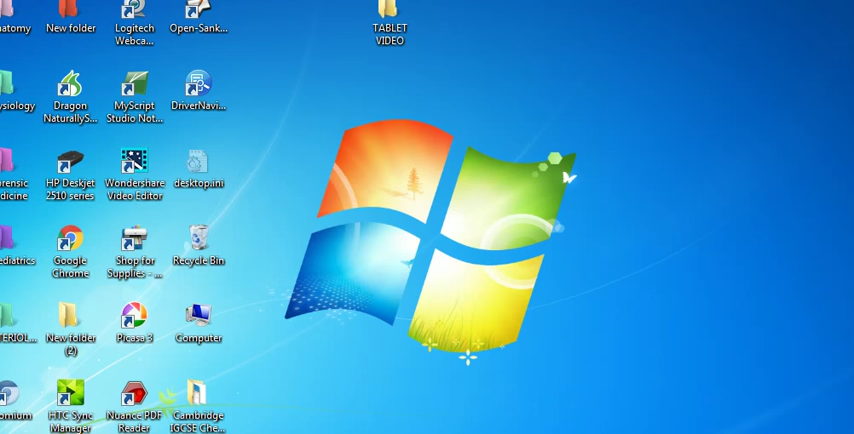 atomy
New folder
Logitech
Webca...
Open-Sank...
TABLET
VIDEO
ysiology
Dragon
NaturallyS...
MyScript
Studio Not...
DriverNavi...
orensic
dicine
HP Deskjet
2510 series
Wondershare
Video Editor
desktop.ini
ediatrics
Google
Chrome
Shop for
Supplies - ...
Recycle Bin
TERIOL...
New folder
(2)
Picasa 3
Computer
omium
HTC Sync
Manager
Nuance PDF
Reader
Cambridge
IGCSE Che...